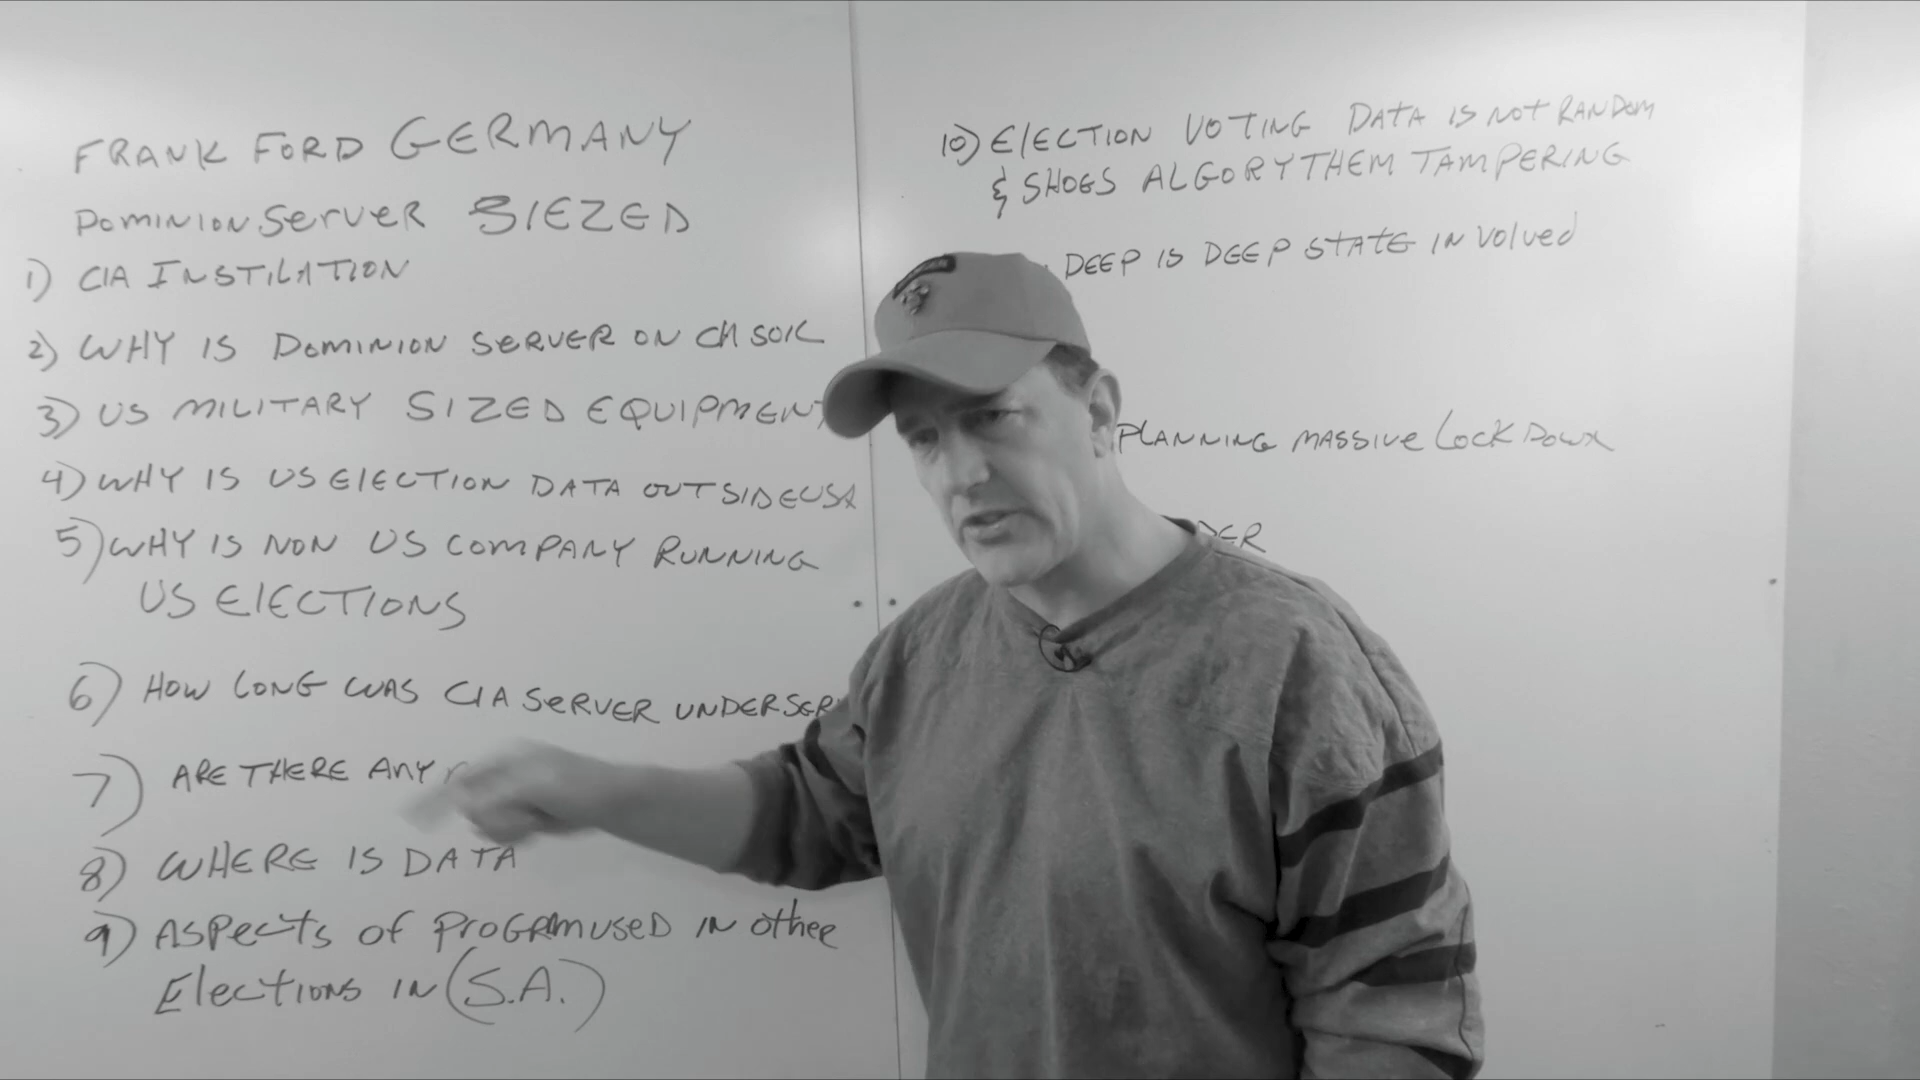 FRANK FORD GERMANY
DOMINION SERVER SIEZED
1) CIA INSTILATION
2) WHY IS DOMINION SERVER ON CIA SOIL
3) US MILITARY SIZED EQUIPMENT
4) WHY IS US ELECTION DATA OUTSIDE USA
5) WHY IS NON US COMPANY RUNNING
US ELECTIONS
6) HOW LONG WAS CIA SERVER UNDER SER
7) ARE THERE ANY
8) WHERE IS DATA
9) ASPECTS OF PROGRAM USED IN OTHER
ELECTIONS IN (S.A.)
10) ELECTION VOTING DATA IS NOT RANDOM
& SHOES ALGORYTHEM TAMPERING
DEEP IS DEEP STATE INVOLVED
PLANNING MASSIVE LOCK DOWN
DER